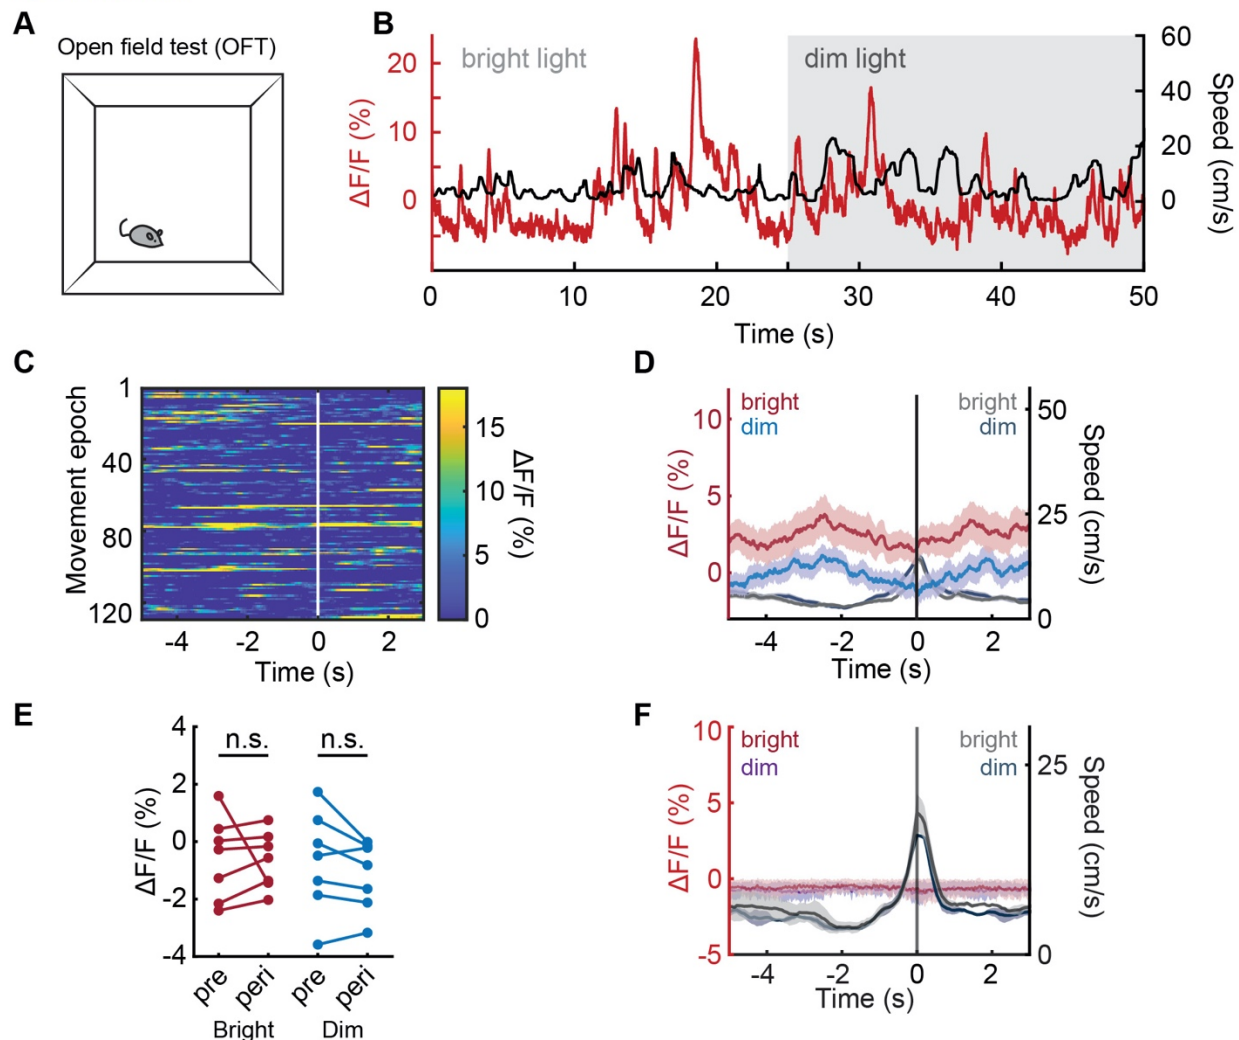 A
Open field test (OFT)
B
bright light
dim light
ΔF/F (%)
20
10
0
60
40
20
0
Speed (cm/s)
0
10
20
30
40
50
Time (s)
C
Movement epoch
1
40
80
120
-4
-2
0
2
Time (s)
15
10
5
0
ΔF/F (%)
D
bright
dim
bright
dim
ΔF/F (%)
10
5
0
50
25
0
Speed (cm/s)
-4
-2
0
2
Time (s)
E
ΔF/F (%)
4
2
0
-2
-4
n.s.
n.s.
pre
peri
pre
peri
Bright
Dim
F
bright
dim
bright
dim
ΔF/F (%)
10
5
0
-5
25
0
Speed (cm/s)
-4
-2
0
2
Time (s)